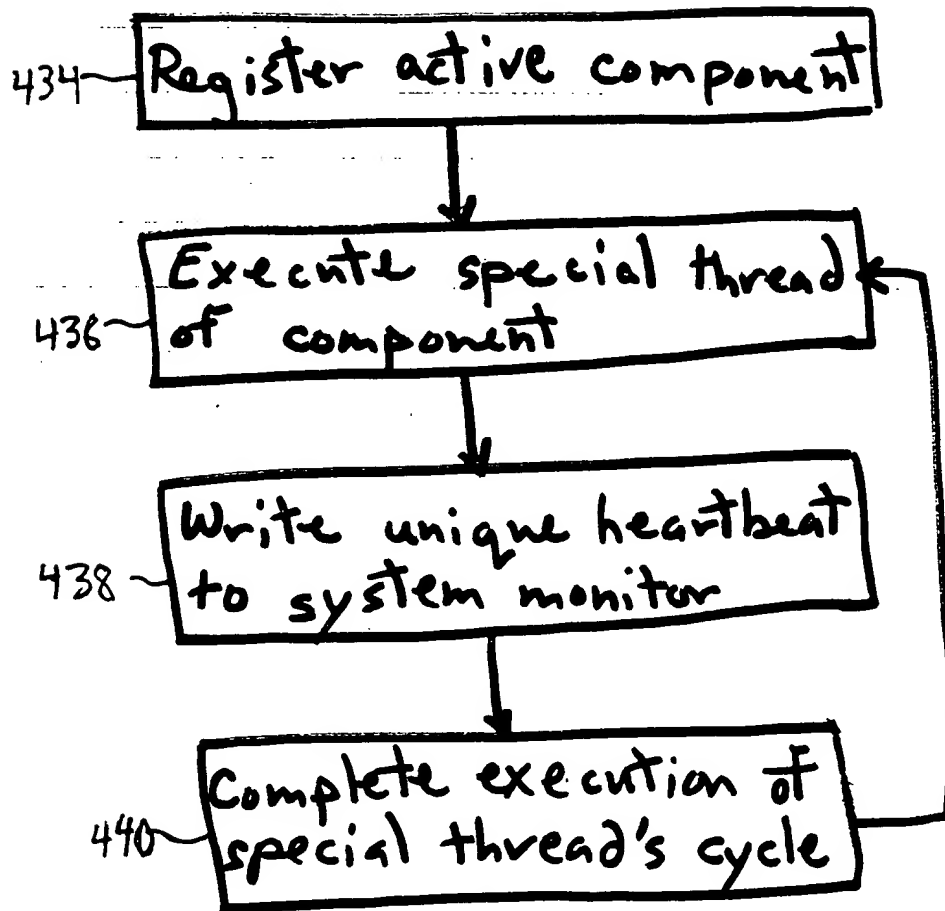 434 Register active component
Execute special thread
436 of component
Write unique heartbeat
438 to system monitor
Complete execution of
440 special thread's cycle